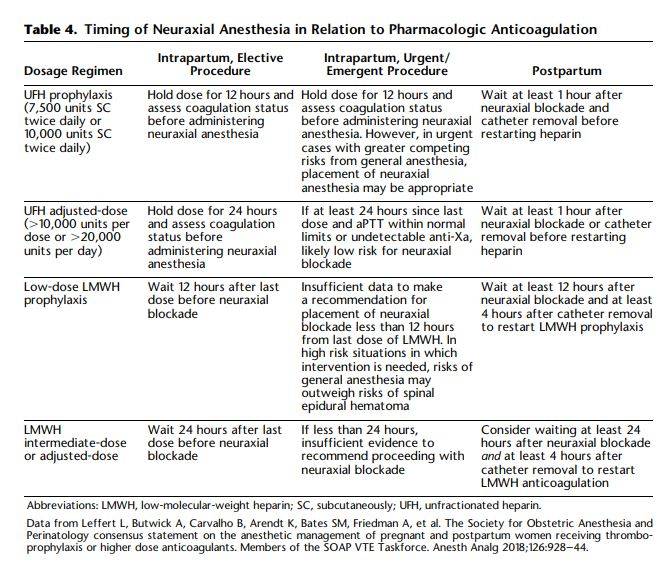 Table 4. Timing of Neuraxial Anesthesia in Relation to Pharmacologic Anticoagulation
Dosage Regimen
Intrapartum, Elective
Procedure
Intrapartum, Urgent/
Emergent Procedure
Postpartum
UFH prophylaxis
(7,500 units SC
twice daily or
10,000 units SC
twice daily)
Hold dose for 12 hours and
assess coagulation status
before administering
neuraxial anesthesia
Hold dose for 12 hours and
assess coagulation status
before administering neuraxial
anesthesia. However, in urgent
cases with greater competing
risks from general anesthesia,
placement of neuraxial
anesthesia may be appropriate
Wait at least 1 hour after
neuraxial blockade and
catheter removal before
restarting heparin
UFH adjusted-dose
(>10,000 units per
dose or >20,000
units per day)
Hold dose for 24 hours
and assess coagulation
status before
administering neuraxial
anesthesia
If at least 24 hours since last
dose and aPTT within normal
limits or undetectable anti-Xa,
likely low risk for neuraxial
blockade
Wait at least 1 hour after
neuraxial blockade or catheter
removal before restarting
heparin
Low-dose LMWH
prophylaxis
Wait 12 hours after last
dose before neuraxial
blockade
Insufficient data to make
a recommendation for
placement of neuraxial
blockade less than 12 hours
from last dose of LMWH. In
high risk situations in which
intervention is needed, risks of
general anesthesia may
outweigh risks of spinal
epidural hematoma
Wait at least 12 hours after
neuraxial blockade and at least
4 hours after catheter removal
to restart LMWH prophylaxis
LMWH
intermediate-dose
or adjusted-dose
Wait 24 hours after last
dose before neuraxial
blockade
If less than 24 hours,
insufficient evidence to
recommend proceeding with
neuraxial blockade
Consider waiting at least 24
hours after neuraxial blockade
and at least 4 hours after
catheter removal to restart
LMWH anticoagulation
Abbreviations: LMWH, low-molecular-weight heparin; SC, subcutaneously; UFH, unfractionated heparin.
Data from Leffert L, Butwick A, Carvalho B, Arendt K, Bates SM, Friedman A, et al. The Society for Obstetric Anesthesia and
Perinatology consensus statement on the anesthetic management of pregnant and postpartum women receiving thrombo-
prophylaxis or higher dose anticoagulants. Members of the SOAP VTE Taskforce. Anesth Analg 2018;126:928–44.